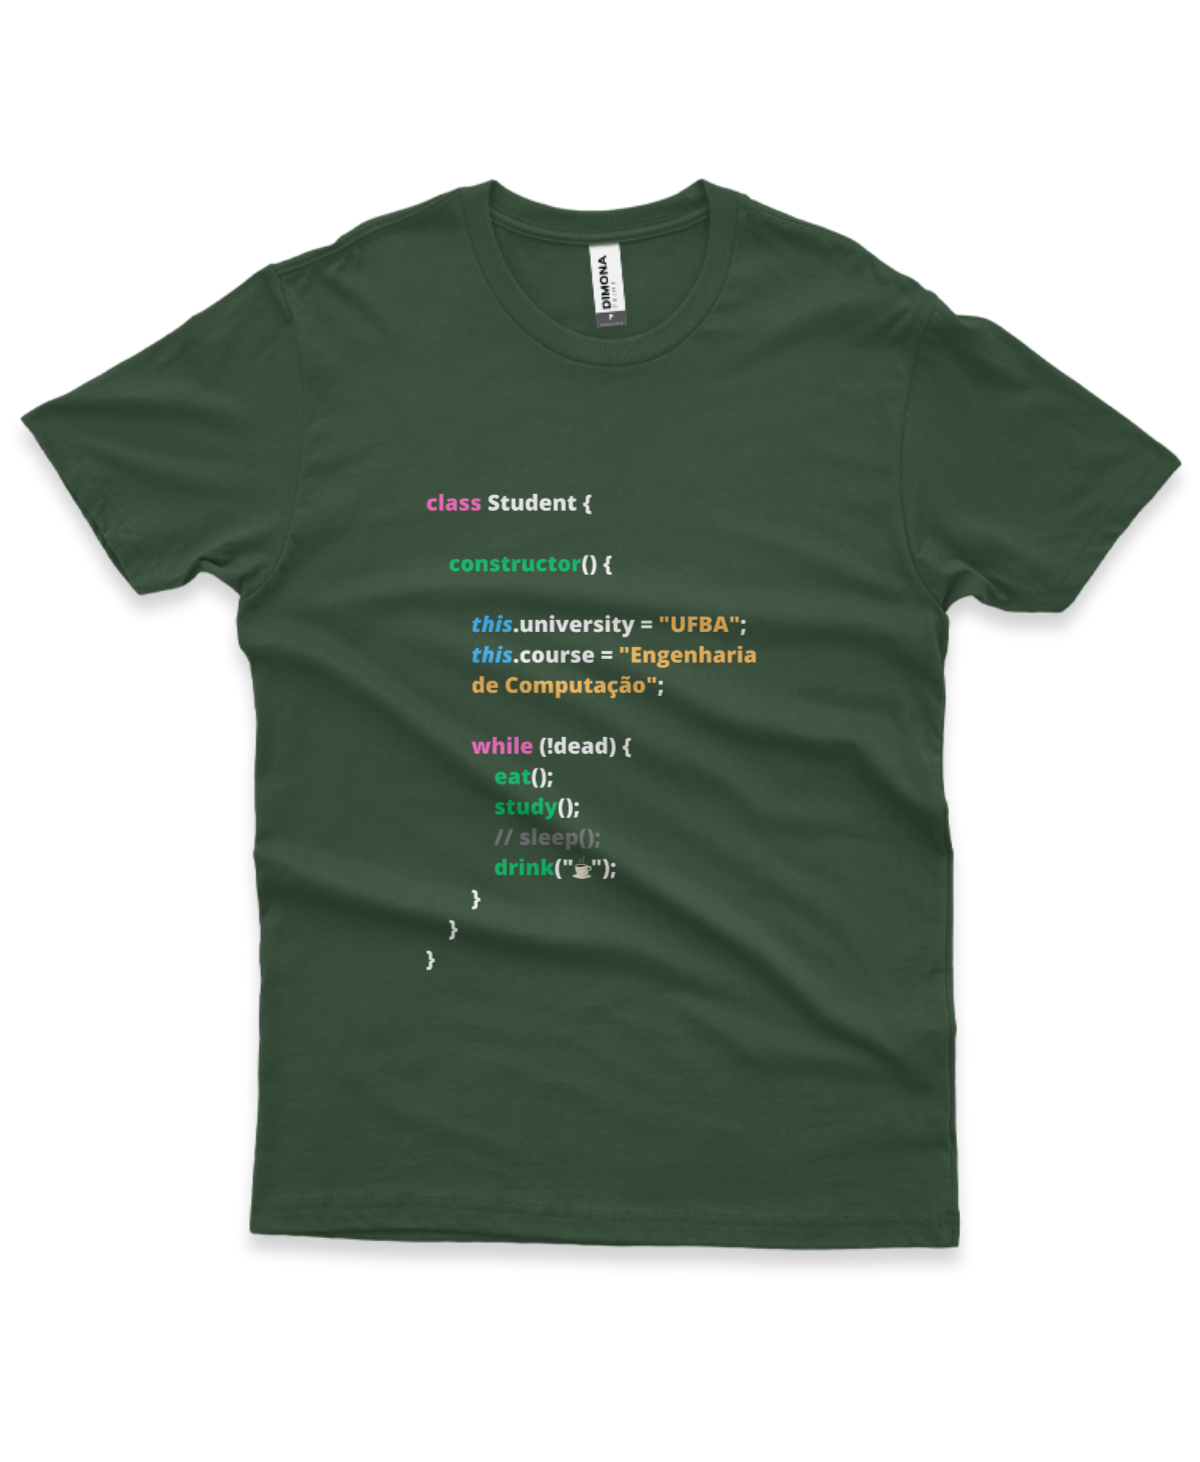 DIMONA
class Student {
constructor() {
this.university = "UFBA";
this.course = "Engenharia
de Computação";
while (!dead) {
eat();
study();
// sleep();
drink("☕");
}
}
}